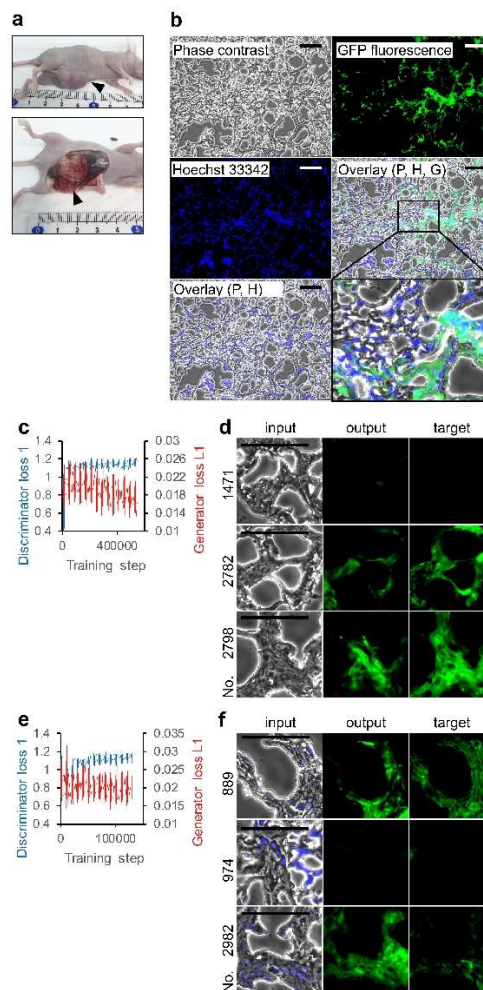 a
b
Phase contrast
GFP fluorescence
Hoechst 33342
Overlay (P, H, G)
Overlay (P, H)
c
1.4
1.2
1
0.8
0.6
0.4
Discriminator loss 1
0.03
0.026
0.022
0.018
0.014
0.01
Generator loss L1
0
400000
Training step
d
input
output
target
1471
2782
2798
No.
e
1.4
1.2
1
0.8
0.6
0.4
Discriminator loss 1
0.035
0.03
0.025
0.02
0.015
0.01
Generator loss L1
0
100000
Training step
f
input
output
target
889
974
2982
No.